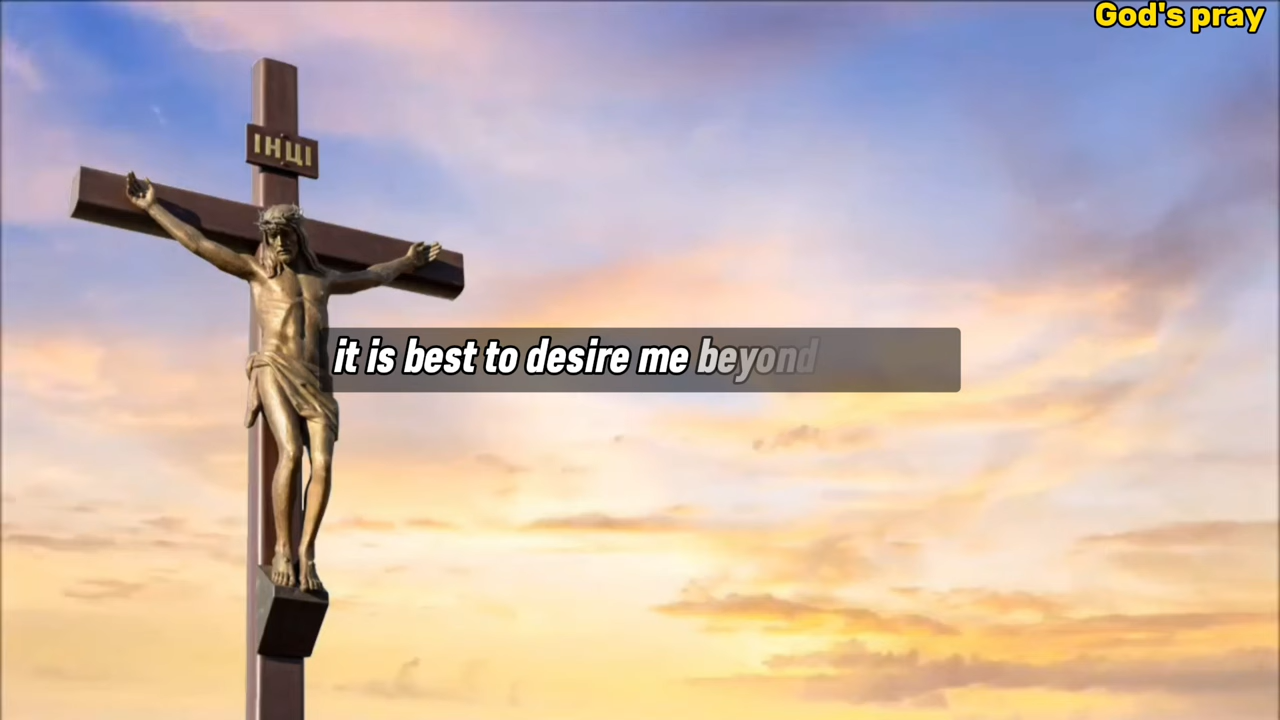 God's pray
ІНЦІ
it is best to desire me beyond